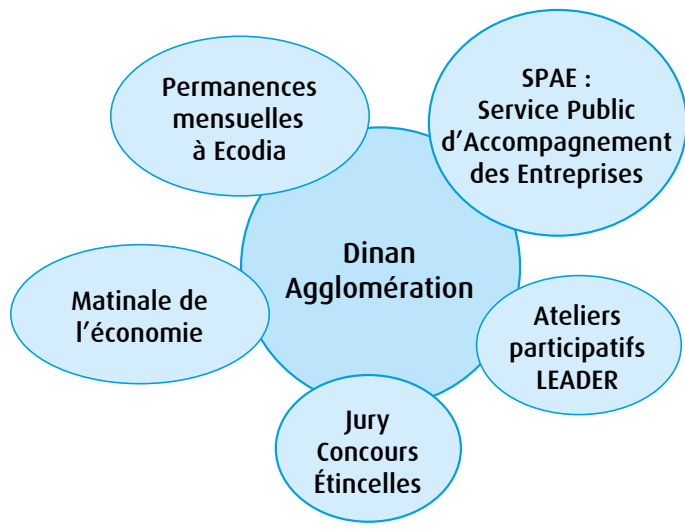 Permanences
mensuelles
à Ecodia
SPAE :
Service Public
d’Accompagnement
des Entreprises
Dinan
Agglomération
Matinale de
l’économie
Ateliers
participatifs
LEADER
Jury
Concours
Étincelles